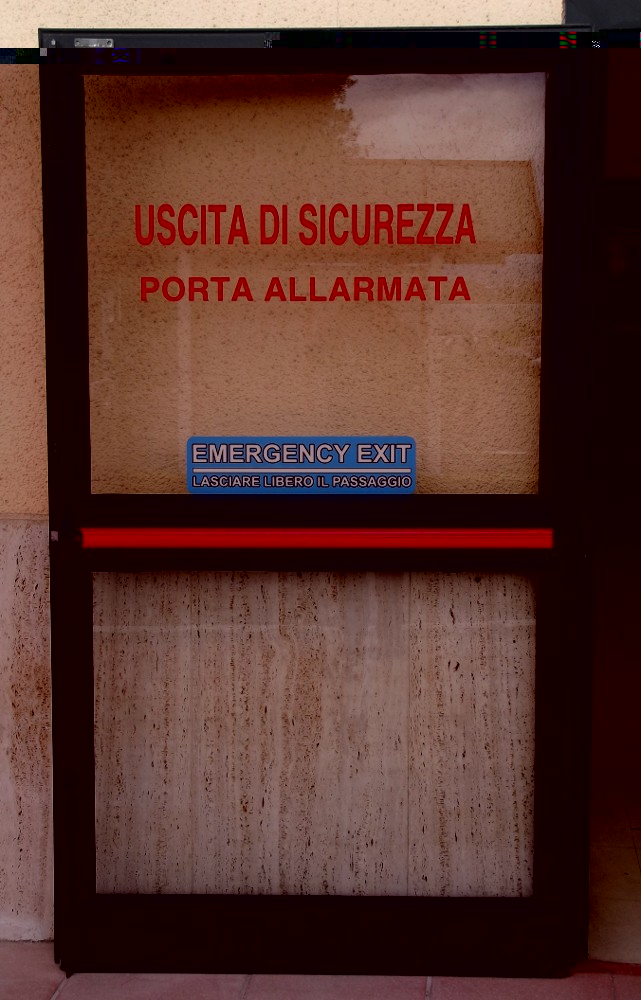 USCITA DI SICUREZZA
PORTA ALLARMATA
EMERGENCY EXIT
LASCIARE LIBERO IL PASSAGGIO